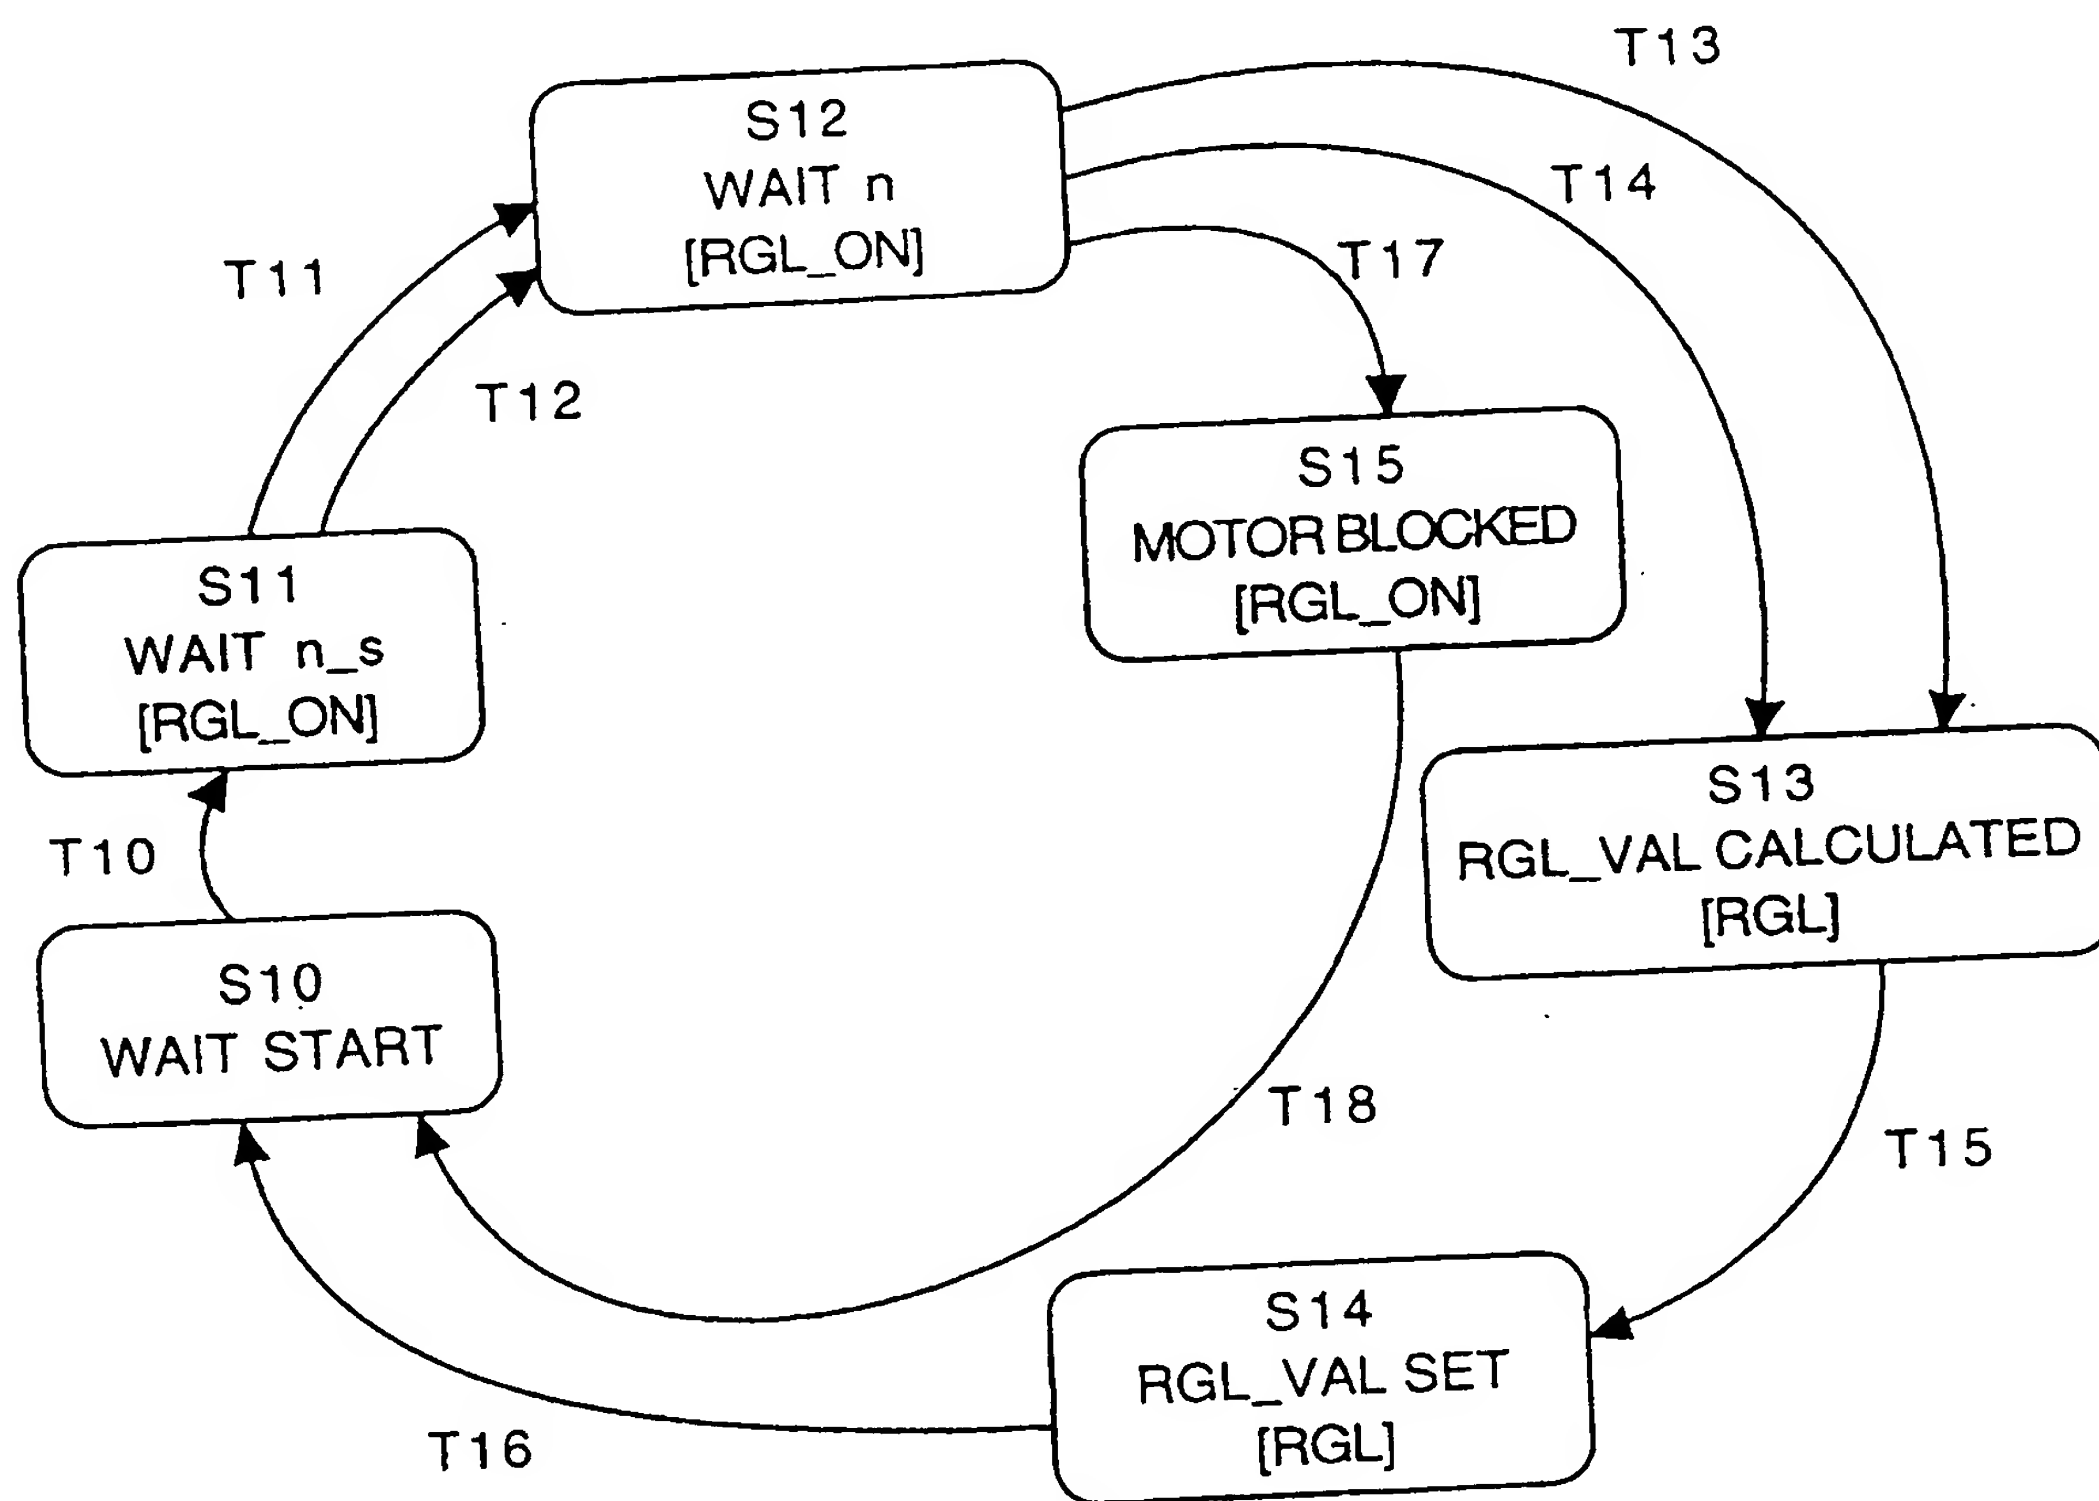 T13
S12
WAIT n
[RGL_ON]
T14
T17
T11
T12
S15
MOTOR BLOCKED
[RGL_ON]
S11
WAIT n_s
[RGL_ON]
S13
RGL_VAL CALCULATED
[RGL]
T10
S10
WAIT START
T18
T15
S14
RGL_VAL SET
[RGL]
T16